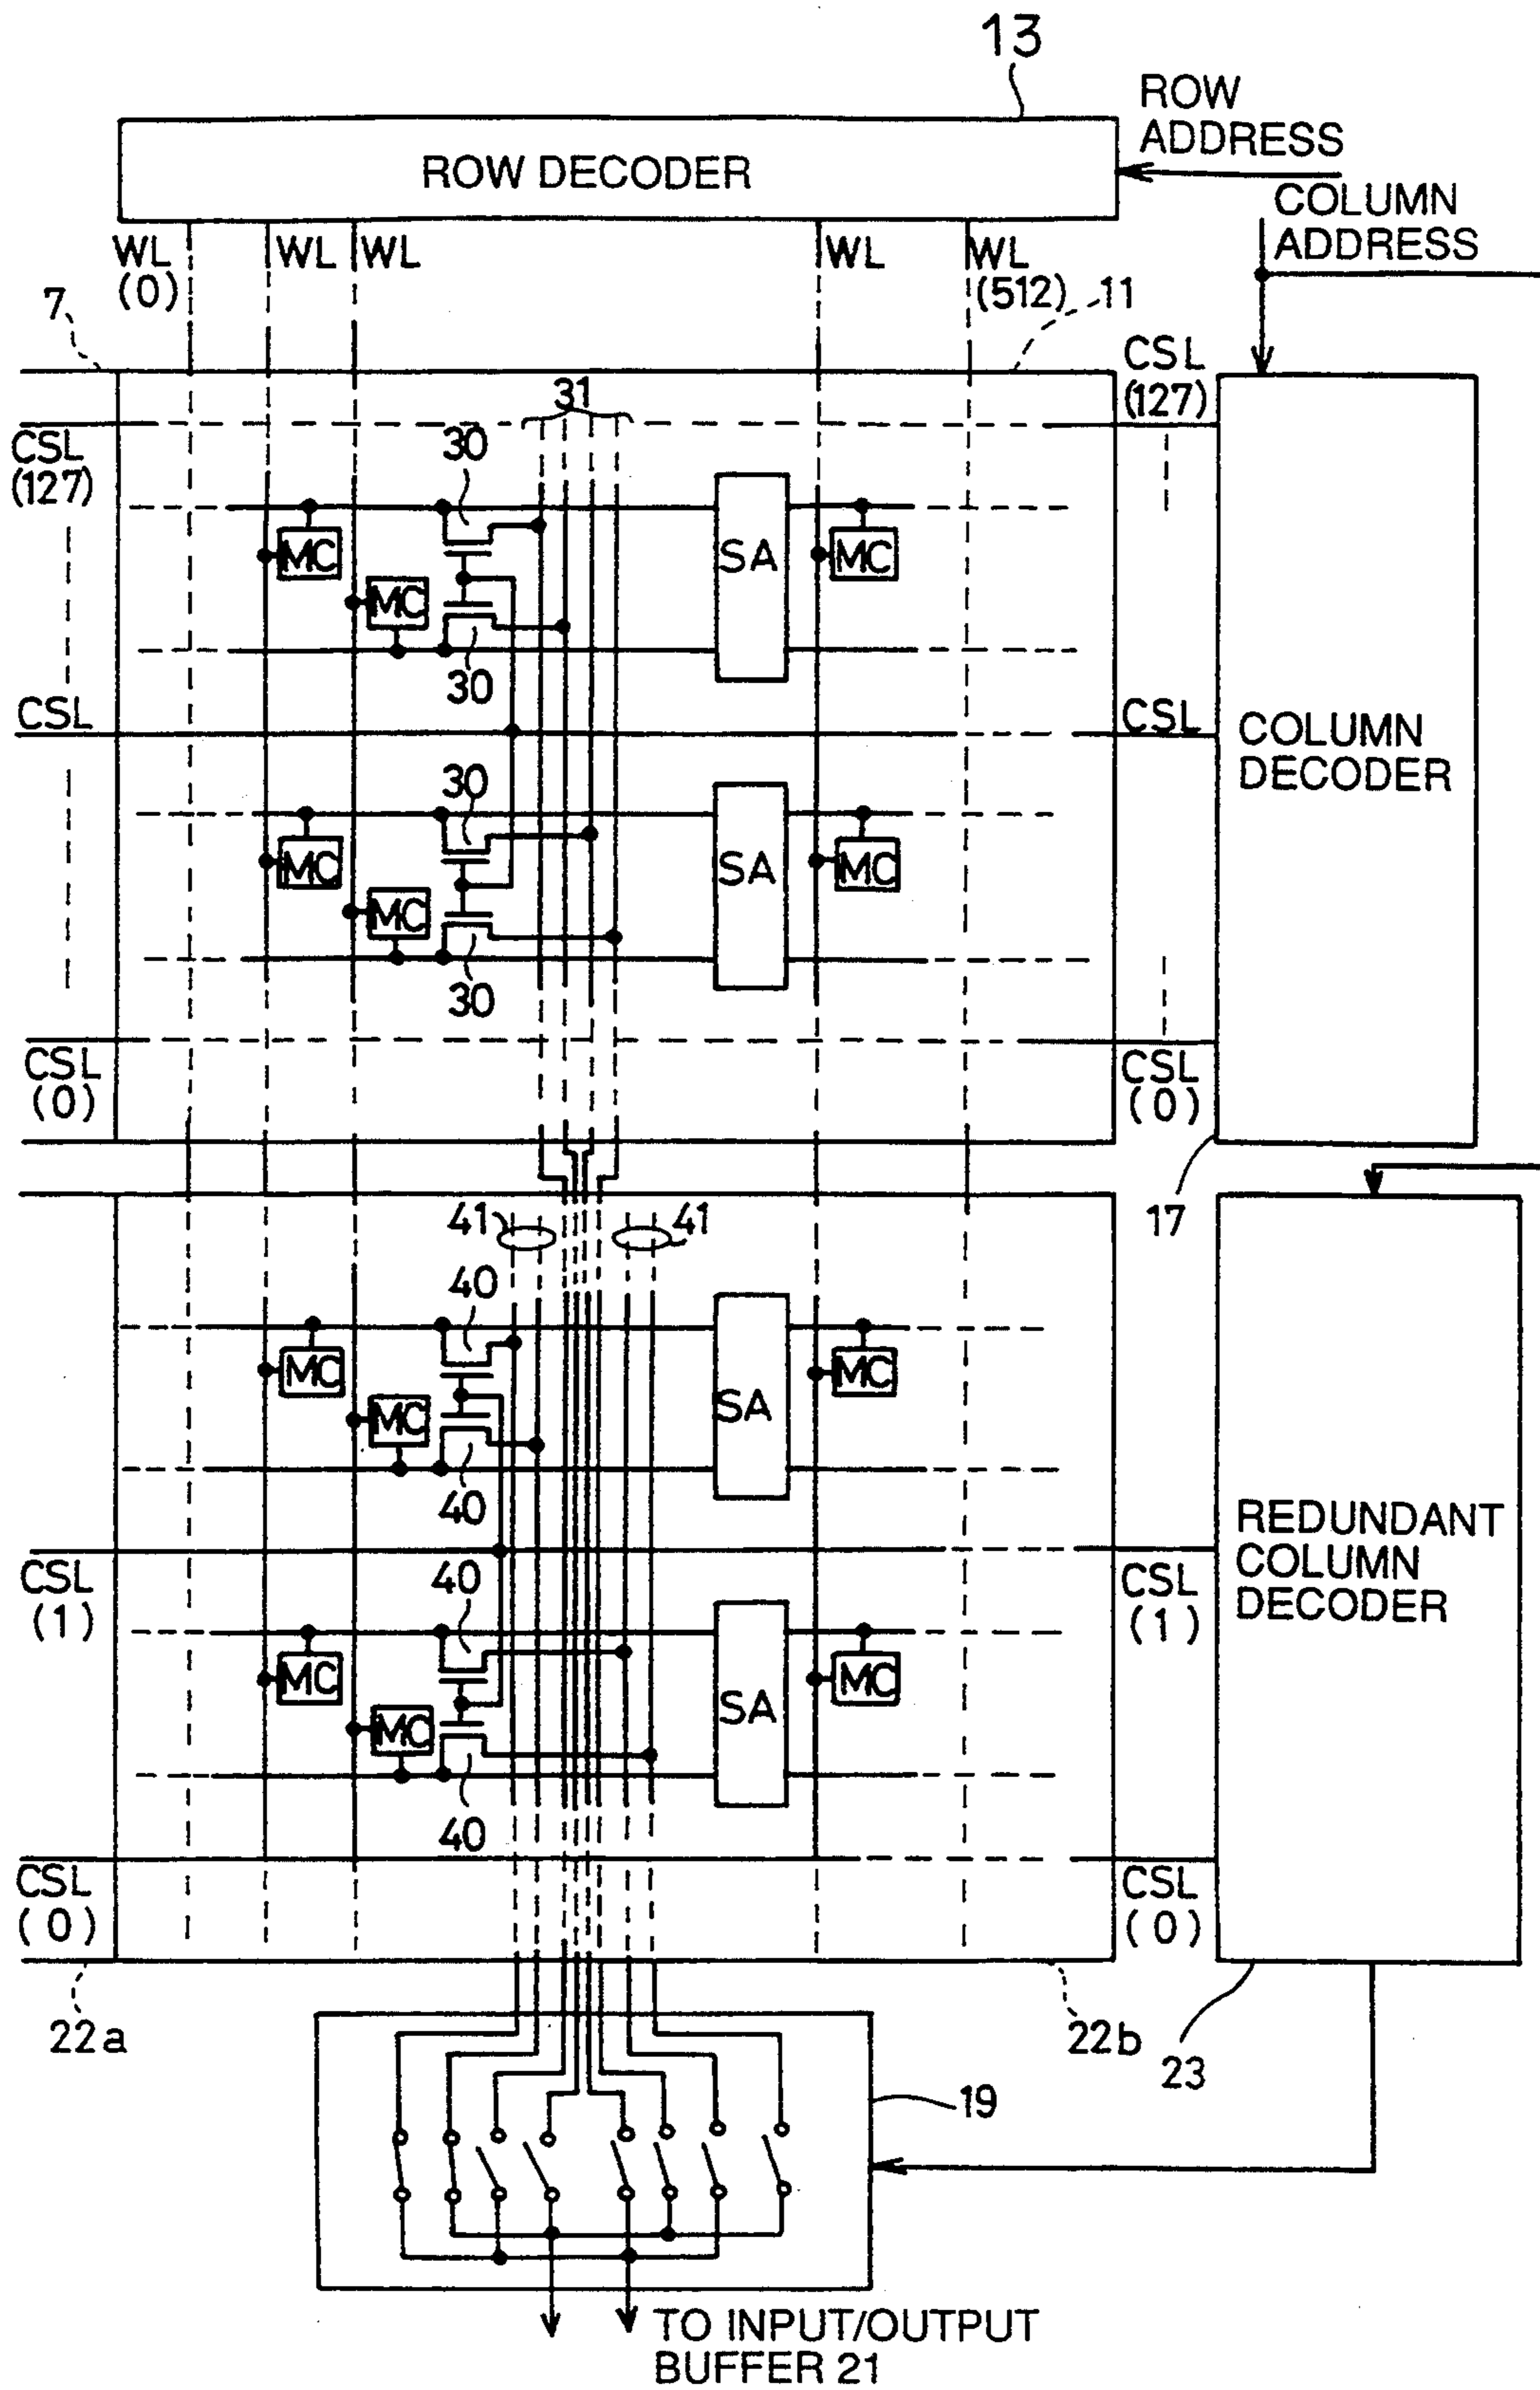 13
ROW
ADDRESS
ROW DECODER
COLUMN
ADDRESS
WL
(0)
WL
WL
WL
WL
(512)
7
11
CSL
(127)
CSL
(127)
31
30
MC
SA
MC
MC
30
CSL
CSL
COLUMN
DECODER
30
MC
SA
MC
MC
30
CSL
(0)
CSL
(0)
17
41
41
40
MC
SA
MC
MC
40
REDUNDANT
COLUMN
DECODER
CSL
(1)
40
CSL
(1)
MC
SA
MC
MC
40
CSL
(0)
CSL
(0)
22a
22b
23
19
TO INPUT/OUTPUT
BUFFER 21